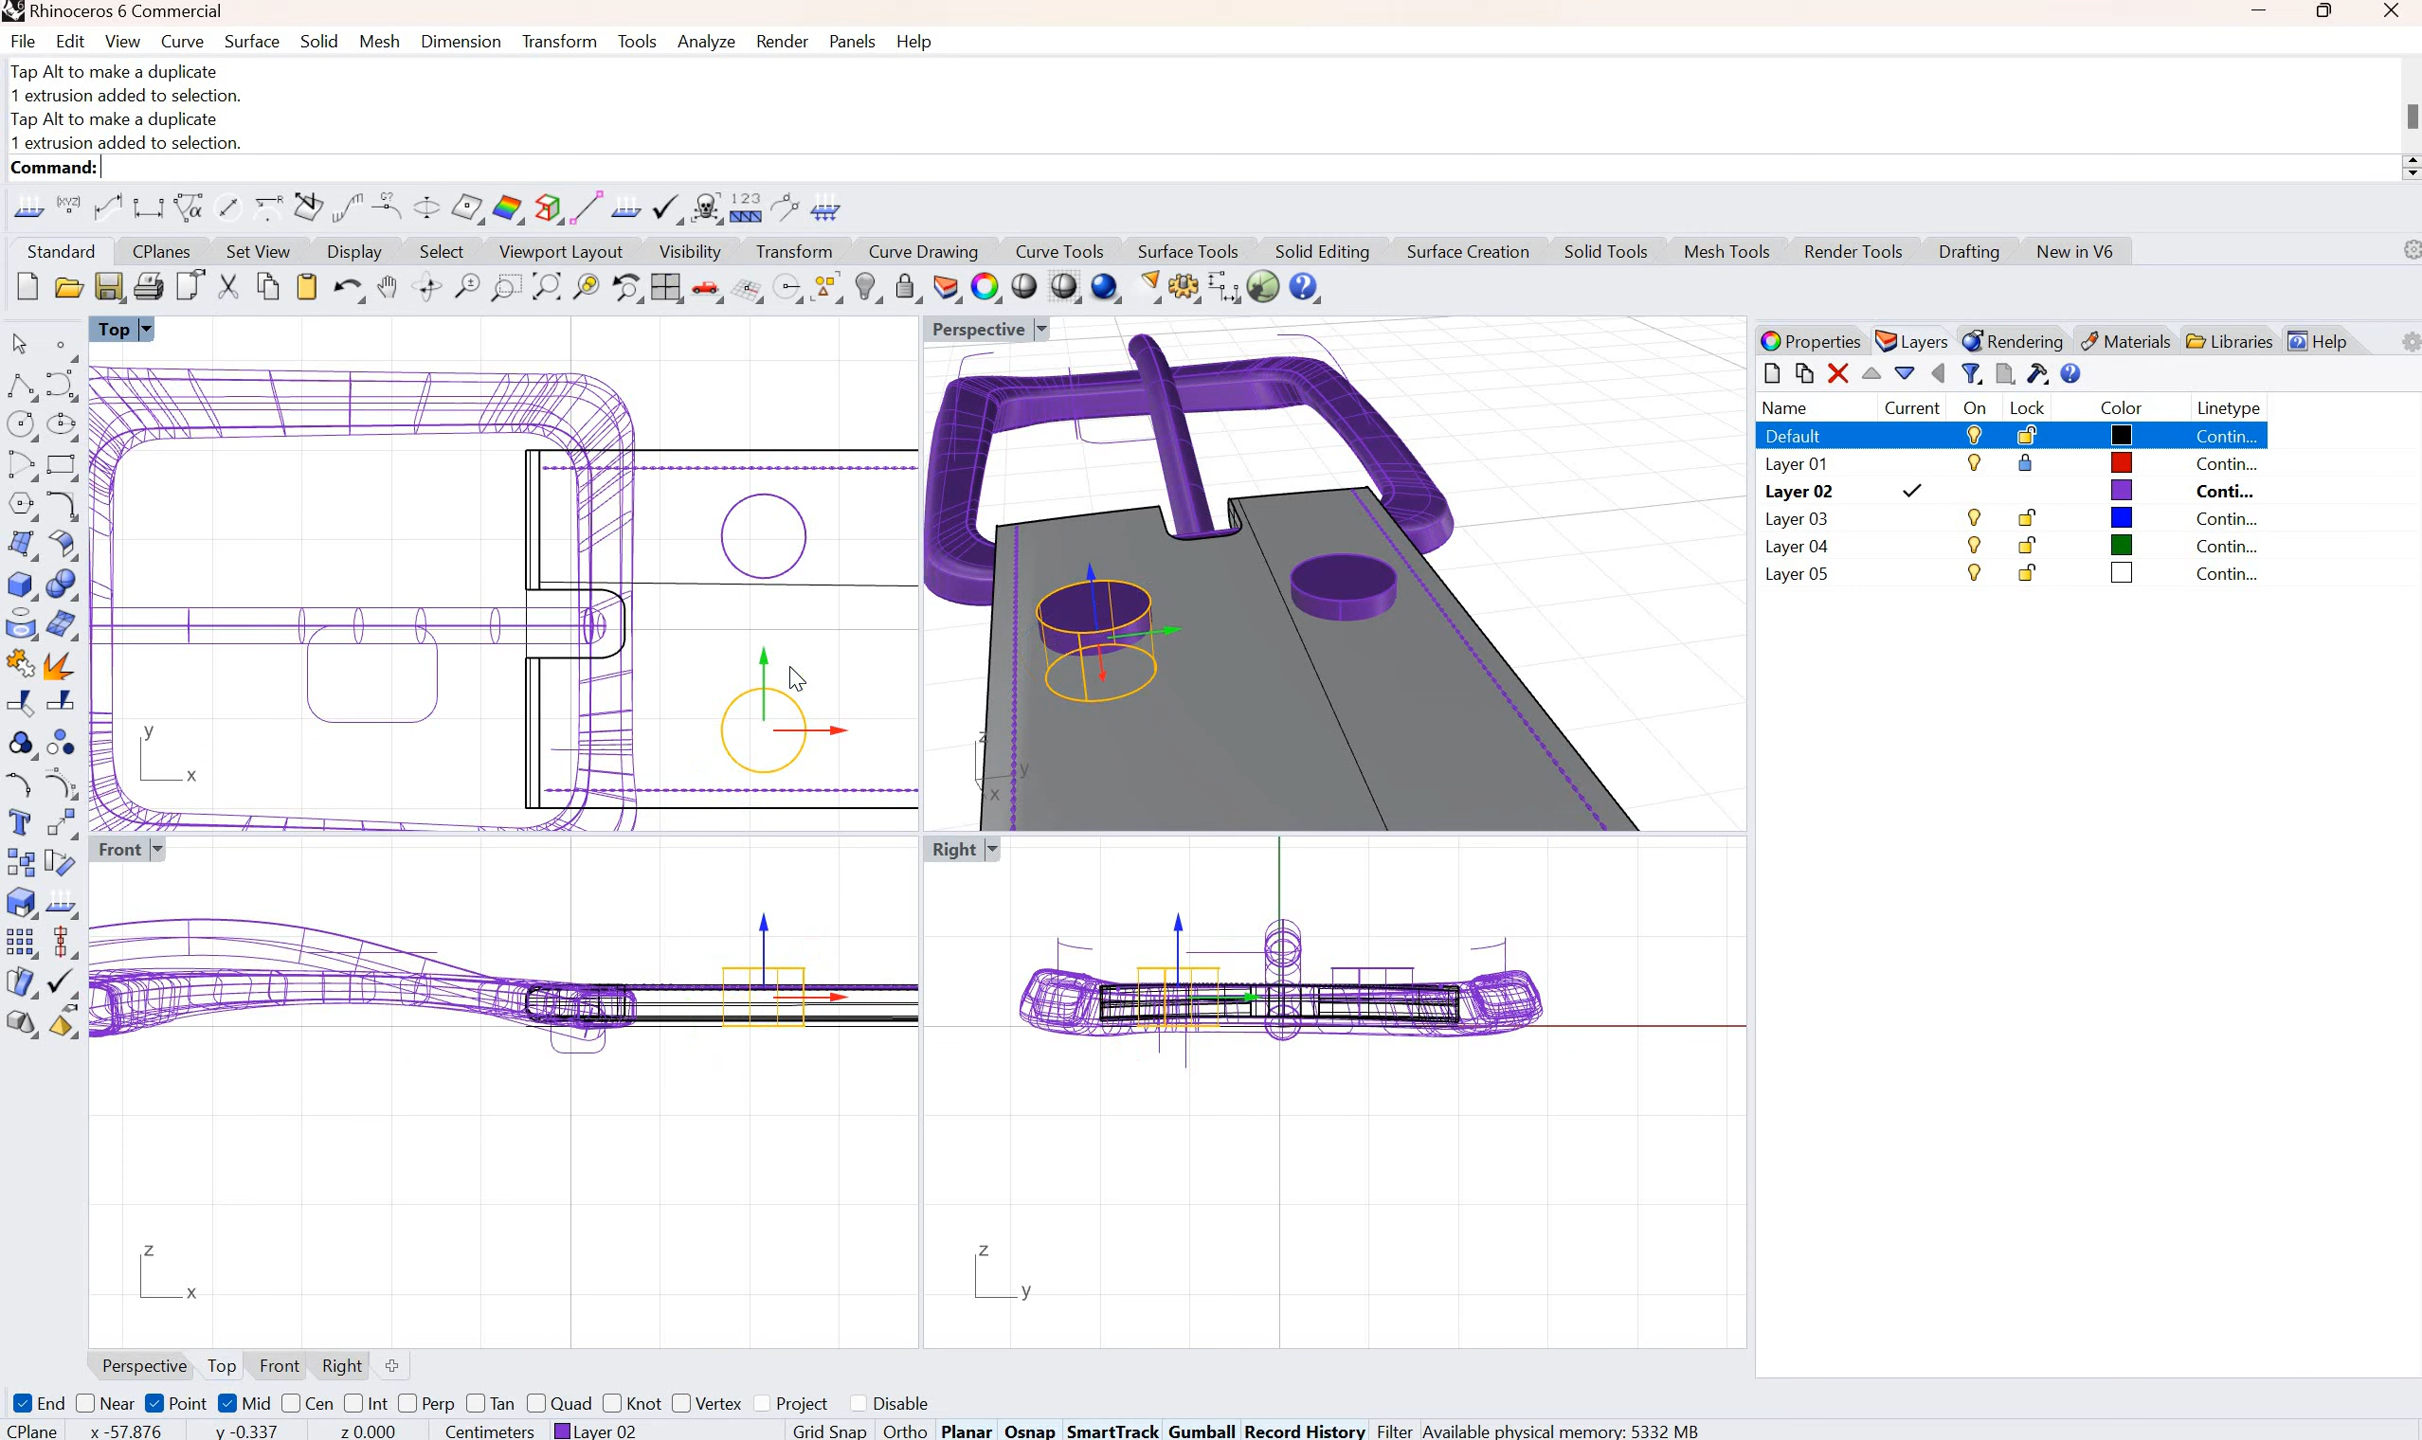 Rhinoceros 6 Commercial
File Edit View Curve Surface Solid Mesh Dimension Transform Tools Analyze Render Panels Help
Tap Alt to make a duplicate
1 extrusion added to selection.
Tap Alt to make a duplicate
1 extrusion added to selection.
Command:
Standard CPlanes Set View Display Select Viewport Layout Visibility Transform Curve Drawing Curve Tools Surface Tools Solid Editing Surface Creation Solid Tools Mesh Tools Render Tools Drafting New in V6
Top
Perspective
Properties Layers Rendering Materials Libraries Help
Name Current On Lock Color Linetype
Default Contin...
Layer 01 Contin...
Layer 02 Conti...
Layer 03 Contin...
Layer 04 Contin...
Layer 05 Contin...
y
x
z
y
x
Front
Right
z
x
z
y
Perspective Top Front Right
End Near Point Mid Cen Int Perp Tan Quad Knot Vertex Project Disable
CPlane x -57.876 y -0.337 z 0.000 Centimeters Layer 02 Grid Snap Ortho Planar Osnap SmartTrack Gumball Record History Filter Available physical memory: 5332 MB